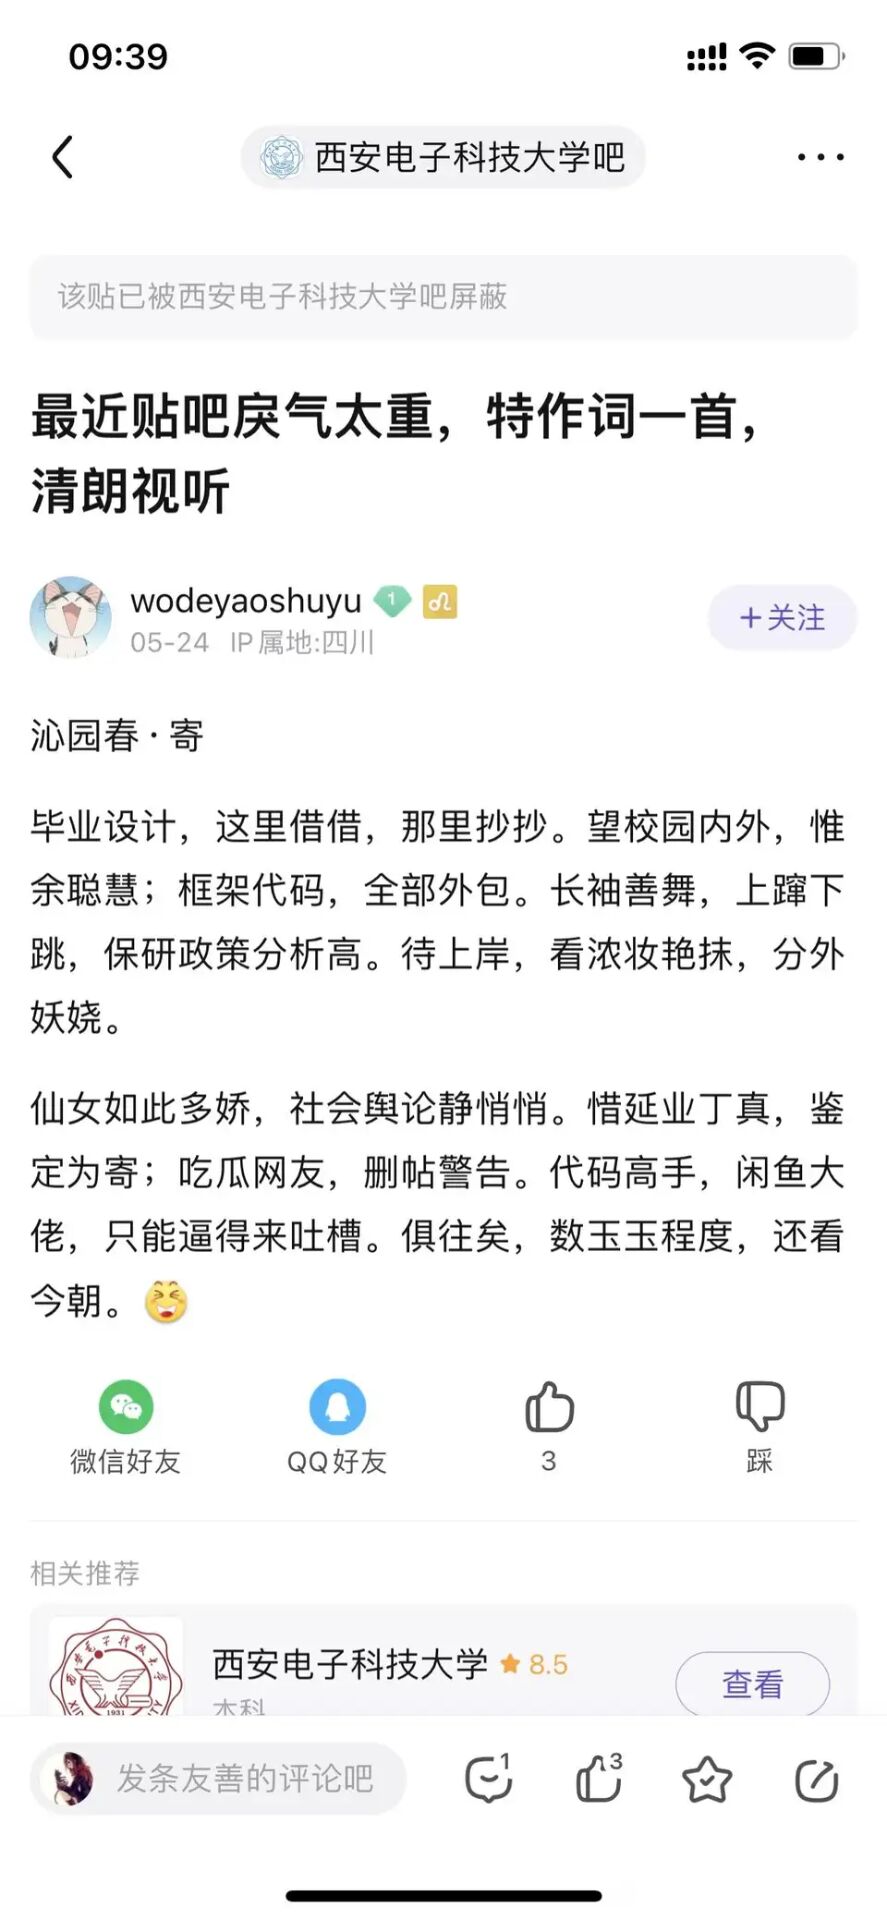 09:39
西安电子科技大学吧
该贴已被西安电子科技大学吧屏蔽
最近贴吧戾气太重，特作词一首，
清朗视听
wodeyaoshuyu 1
05-24 IP属地:四川
+关注
沁园春·寄
毕业设计，这里借借，那里抄抄。望校园内外，惟
余聪慧；框架代码，全部外包。长袖善舞，上蹿下
跳，保研政策分析高。待上岸，看浓妆艳抹，分外
妖娆。
仙女如此多娇，社会舆论静悄悄。惜延业丁真，鉴
定为寄；吃瓜网友，删帖警告。代码高手，闲鱼大
佬，只能逼得来吐槽。俱往矣，数玉玉程度，还看
今朝。
微信好友 QQ好友 3 踩
相关推荐
西安电子科技大学 8.5
本科
查看
1931
发条友善的评论吧 1 3